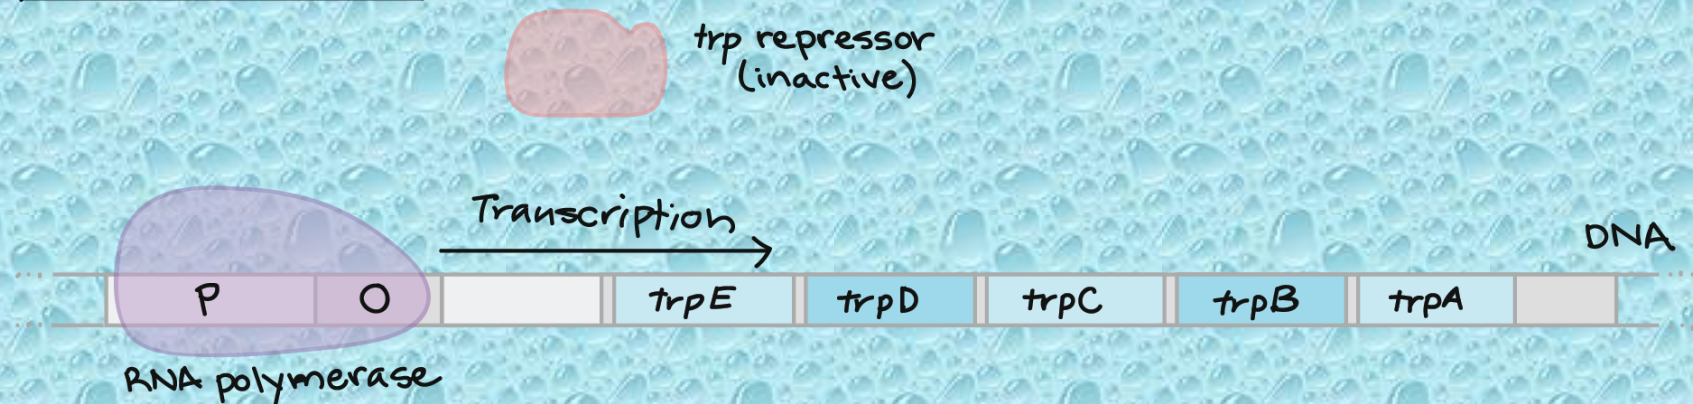 trp repressor
(inactive)
Transcription
DNA
P O trpE trpD trpC trpB trpA
RNA polymerase